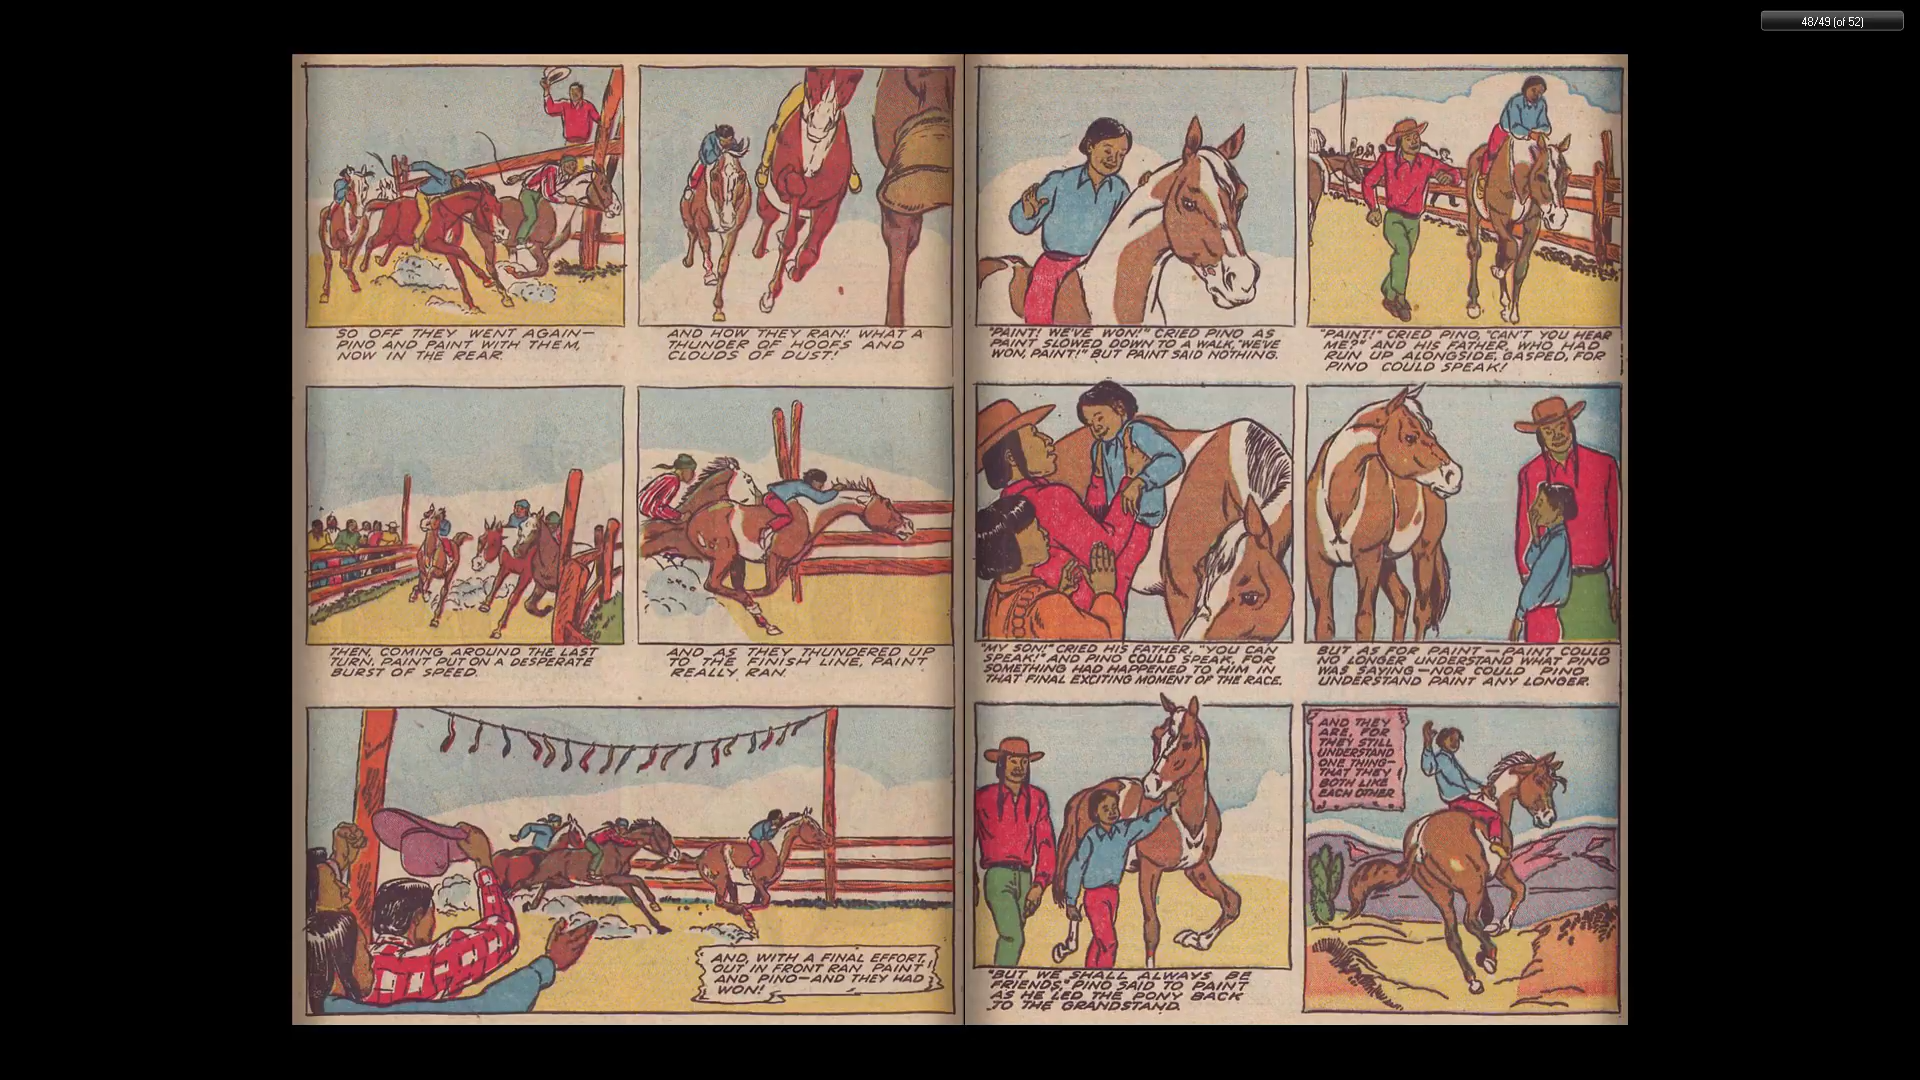 48/49 (of 52)
SO OFF THEY WENT AGAIN—
PINO AND PAINT WITH THEM,
NOW IN THE REAR.
AND HOW THEY RAN! WHAT A
THUNDER OF HOOFS AND
CLOUDS OF DUST!
THEN, COMING AROUND THE LAST
TURN, PAINT PUT ON A DESPERATE
BURST OF SPEED.
AND AS THEY THUNDERED UP
TO THE FINISH LINE, PAINT
REALLY RAN.
AND, WITH A FINAL EFFORT,
OUT IN FRONT RAN PAINT
AND PINO—AND THEY HAD
WON!
"PAINT! WE'VE WON!" CRIED PINO AS
PAINT SLOWED DOWN TO A WALK, "WE'VE
WON, PAINT!" BUT PAINT SAID NOTHING.
"PAINT!" CRIED PINO, "CAN'T YOU HEAR
ME?" AND HIS FATHER, WHO HAD
RUN UP ALONGSIDE, GASPED, FOR
PINO COULD SPEAK!
"MY SON!" CRIED HIS FATHER, "YOU CAN
SPEAK!" AND PINO COULD SPEAK, FOR
SOMETHING HAD HAPPENED TO HIM IN
THAT FINAL EXCITING MOMENT OF THE RACE.
BUT AS FOR PAINT—PAINT COULD
NO LONGER UNDERSTAND WHAT PINO
WAS SAYING—NOR COULD PINO
UNDERSTAND PAINT ANY LONGER.
"BUT WE SHALL ALWAYS BE
FRIENDS," PINO SAID TO PAINT
AS HE LED THE PONY BACK
TO THE GRANDSTAND.
AND THEY
ARE, FOR
THEY STILL
UNDERSTAND
ONE THING—
THAT THEY
BOTH LIKE
EACH OTHER